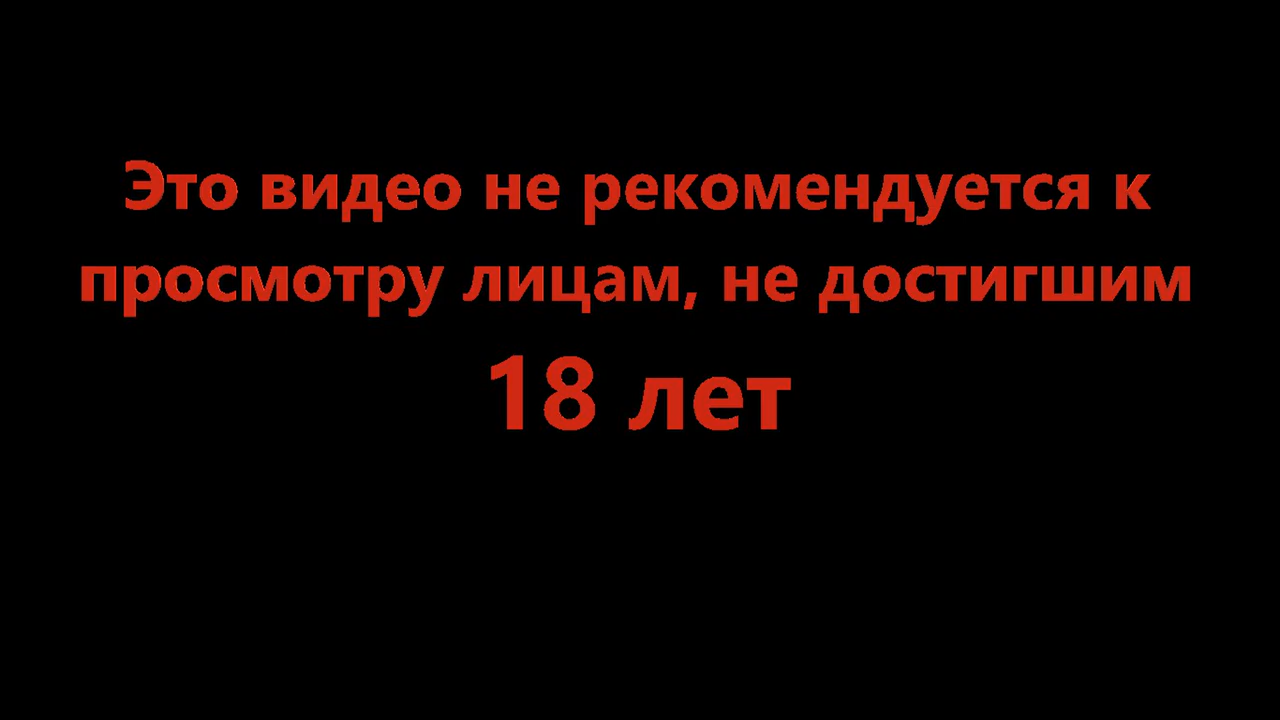 Это видео не рекомендуется к
просмотру лицам, не достигшим
18 лет